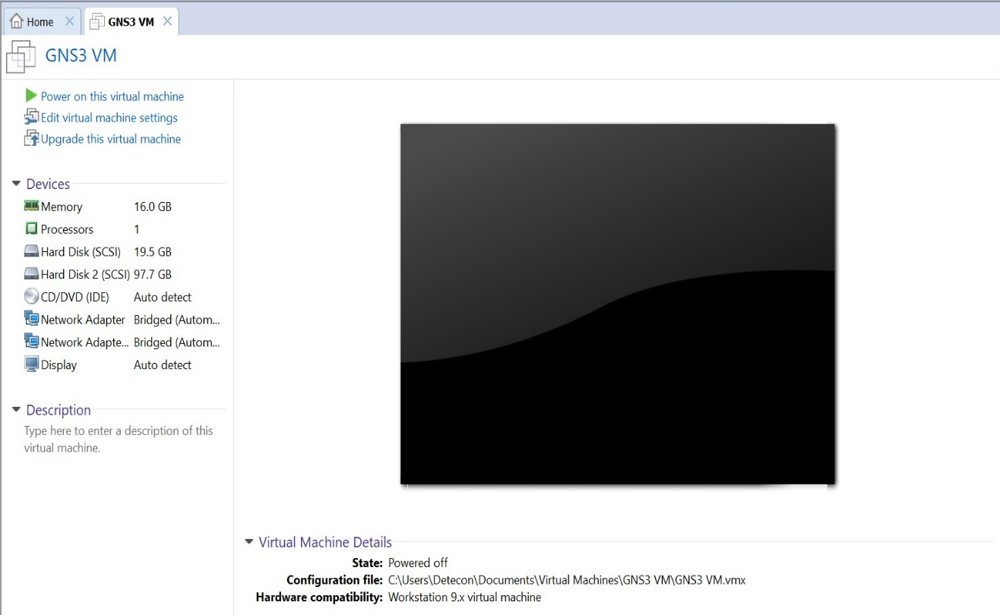 Home
GNS3 VM
GNS3 VM
Power on this virtual machine
Edit virtual machine settings
Upgrade this virtual machine
Devices
Memory 16.0 GB
Processors 1
Hard Disk (SCSI) 19.5 GB
Hard Disk 2 (SCSI) 97.7 GB
CD/DVD (IDE) Auto detect
Network Adapter Bridged (Autom...
Network Adapte... Bridged (Autom...
Display Auto detect
Description
Type here to enter a description of this
virtual machine.
Virtual Machine Details
State: Powered off
Configuration file: C:\Users\Detecon\Documents\Virtual Machines\GNS3 VM\GNS3 VM.vmx
Hardware compatibility: Workstation 9.x virtual machine